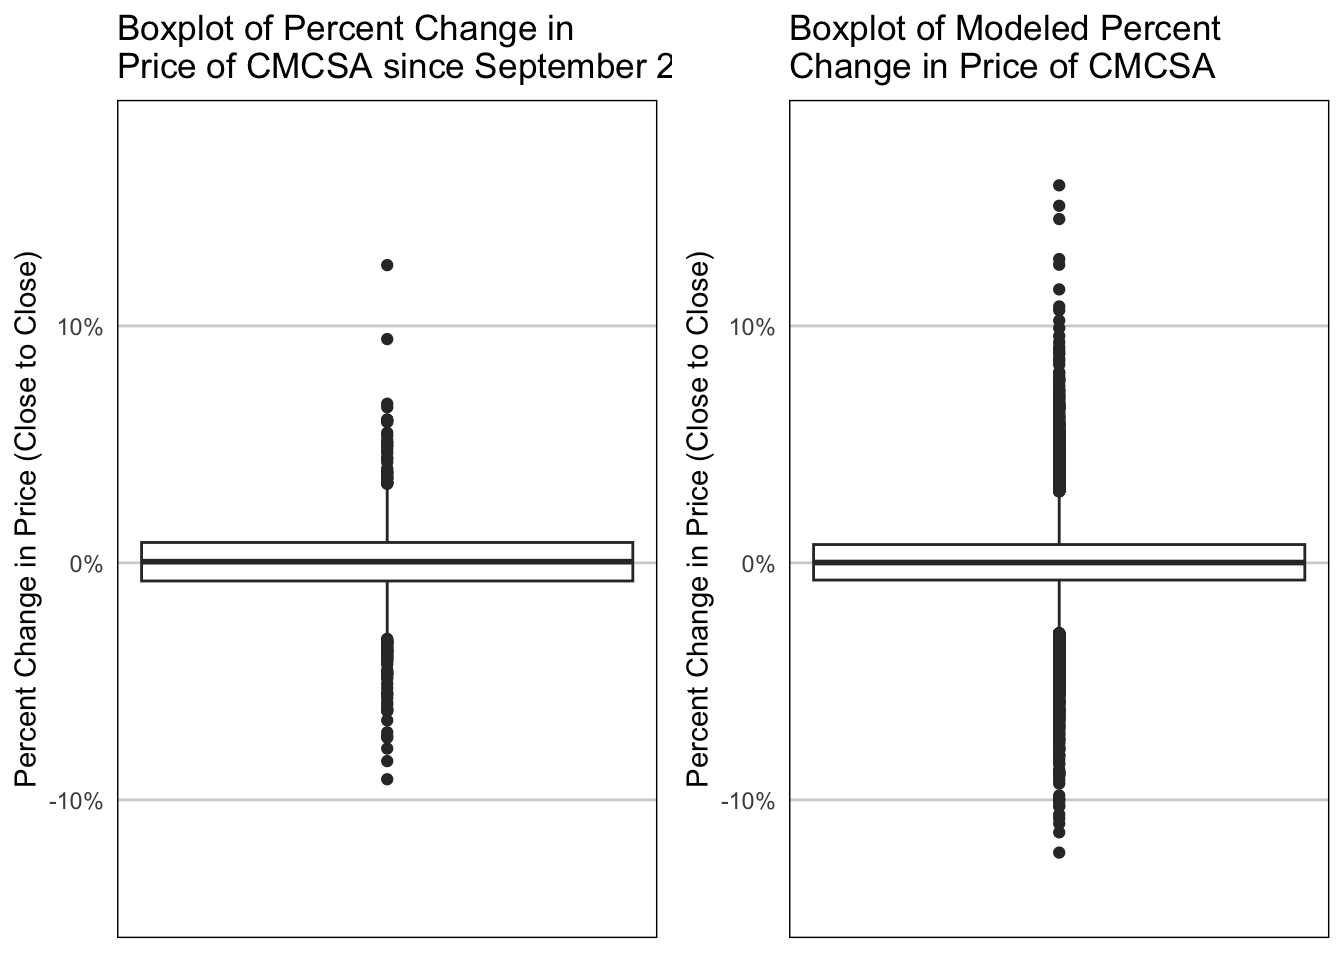 Boxplot of Percent Change in
Price of CMCSA since September 2
Percent Change in Price (Close to Close)
10%
0%
-10%
Boxplot of Modeled Percent
Change in Price of CMCSA
Percent Change in Price (Close to Close)
10%
0%
-10%